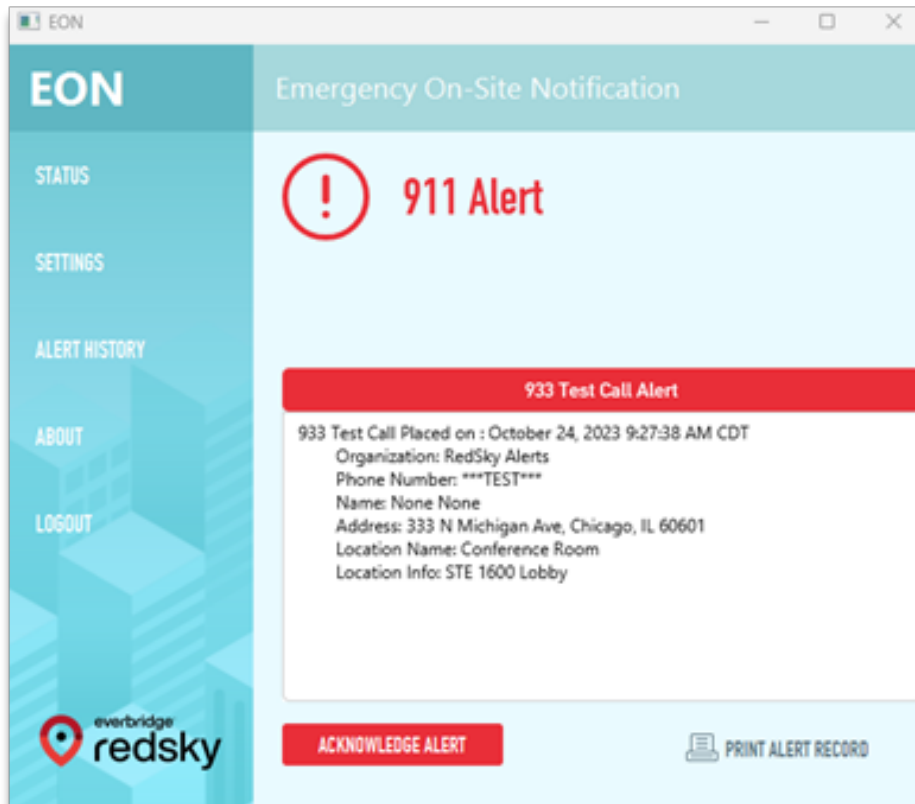 EON
EON
Emergency On-Site Notification
STATUS
SETTINGS
ALERT HISTORY
ABOUT
LOGOUT
everbridge
redsky
! 911 Alert
933 Test Call Alert
933 Test Call Placed on : October 24, 2023 9:27:38 AM CDT
Organization: RedSky Alerts
Phone Number: ***TEST***
Name: None None
Address: 333 N Michigan Ave, Chicago, IL 60601
Location Name: Conference Room
Location Info: STE 1600 Lobby
ACKNOWLEDGE ALERT
PRINT ALERT RECORD